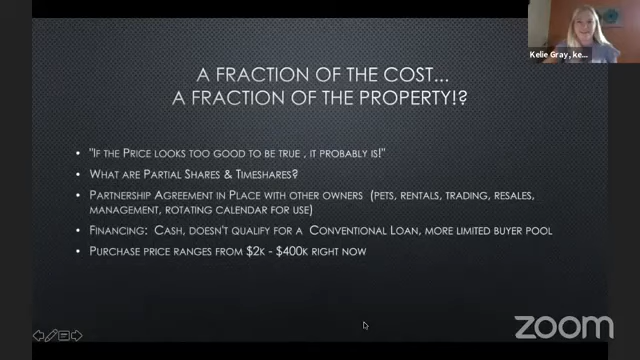 Kelie Gray, ke...
A FRACTION OF THE COST...
A FRACTION OF THE PROPERTY!?
• "IF THE PRICE LOOKS TOO GOOD TO BE TRUE , IT PROBABLY IS!"
• WHAT ARE PARTIAL SHARES & TIMESHARES?
• PARTNERSHIP AGREEMENT IN PLACE WITH OTHER OWNERS (PETS, RENTALS, TRADING, RESALES,
MANAGEMENT, ROTATING CALENDAR FOR USE)
• FINANCING: CASH, DOESN'T QUALIFY FOR A CONVENTIONAL LOAN, MORE LIMITED BUYER POOL
• PURCHASE PRICE RANGES FROM $2K - $400K RIGHT NOW
zoom